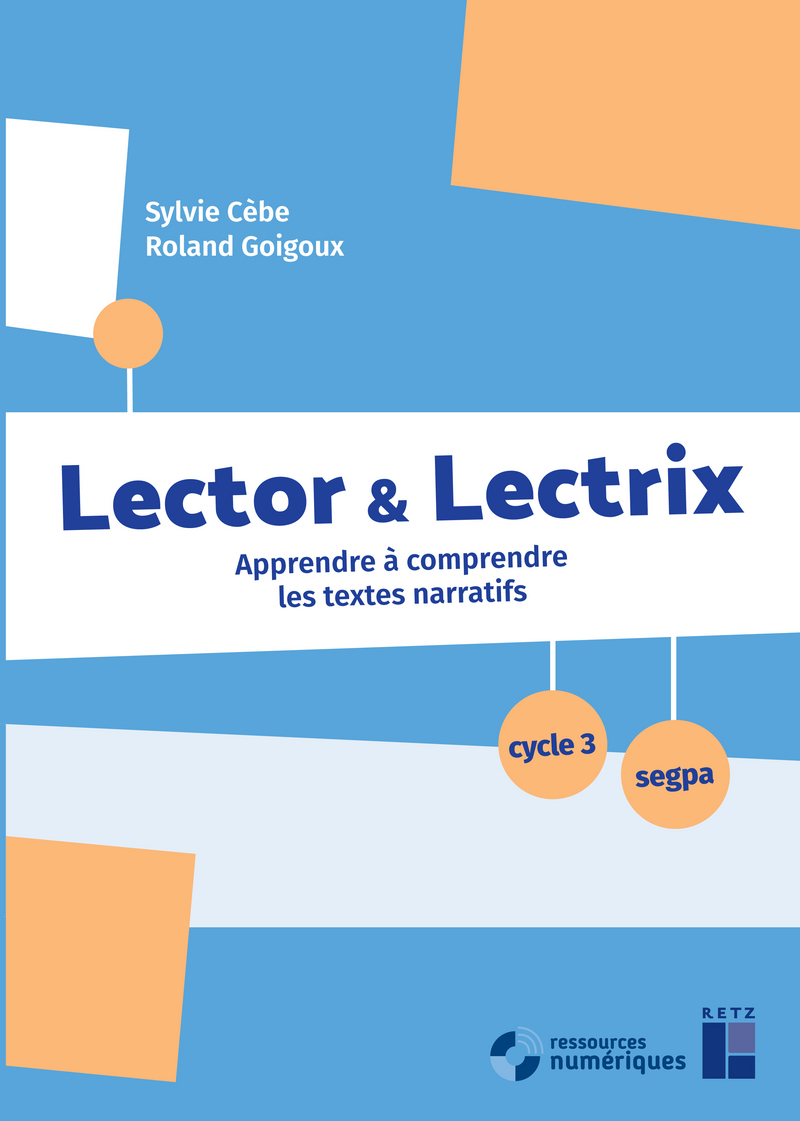 Sylvie Cèbe
Roland Goigoux
Lector & Lectrix
Apprendre à comprendre
les textes narratifs
cycle 3
segpa
RETZ
ressources
numériques